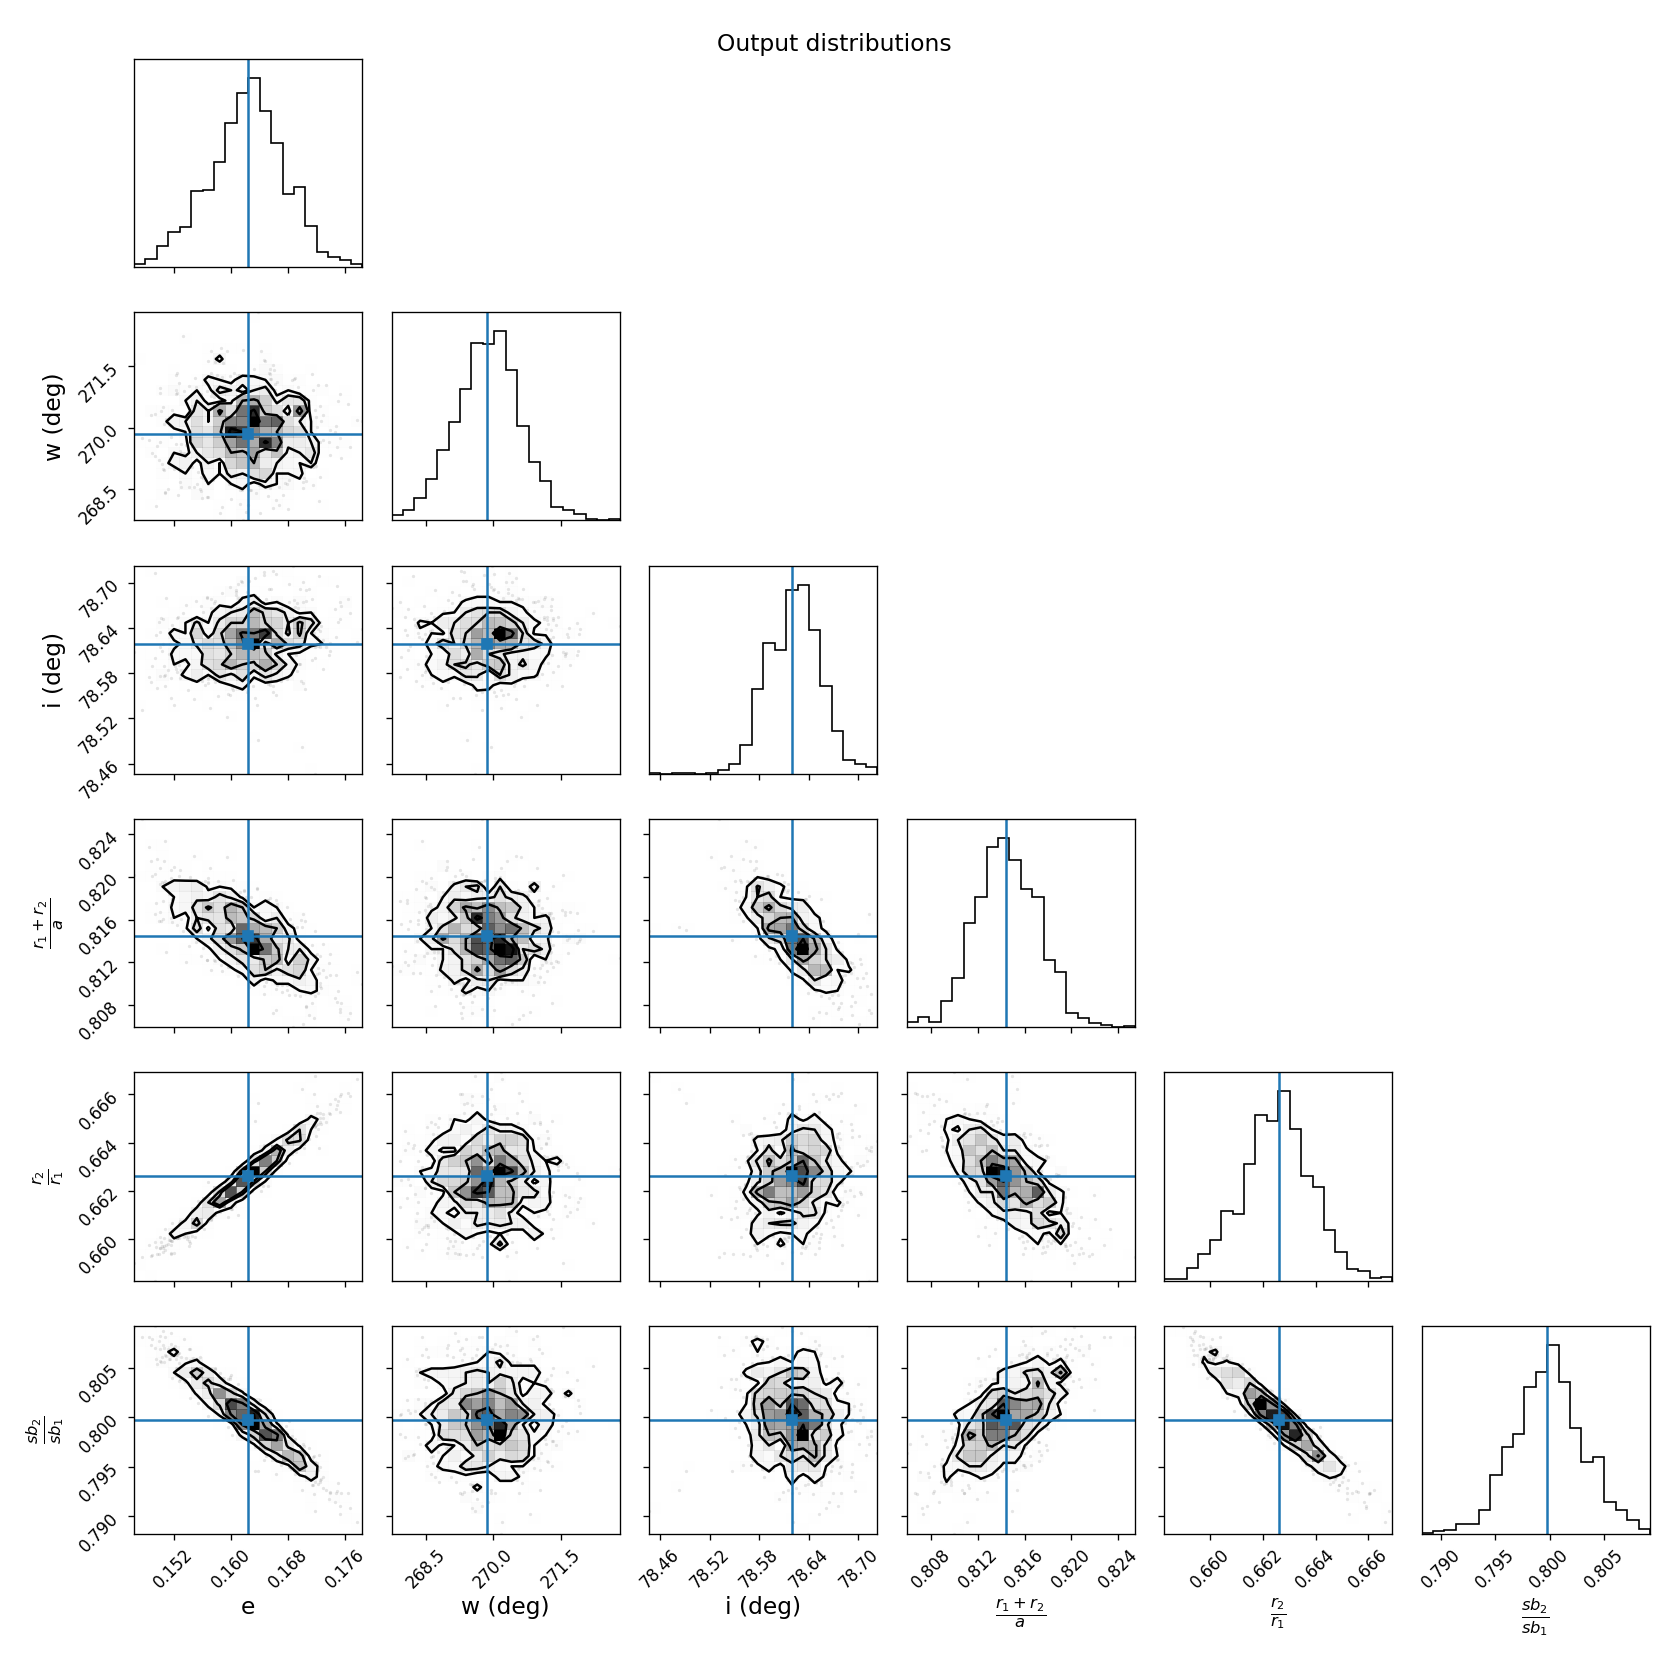 Output distributions
w (deg)
271.5
270.0
268.5
i (deg)
78.70
78.64
78.58
78.52
78.46
r₁ + r₂
a
0.824
0.820
0.816
0.812
0.808
r₂
r₁
0.666
0.664
0.662
0.660
sb₂
sb₁
0.805
0.800
0.795
0.790
0.152 0.160 0.168 0.176 268.5 270.0 271.5 78.46 78.52 78.58 78.64 78.70 0.808 0.812 0.816 0.820 0.824 0.660 0.662 0.664 0.666 0.790 0.795 0.800 0.805
e w (deg) i (deg)
r₁ + r₂
a
r₂
r₁
sb₂
sb₁